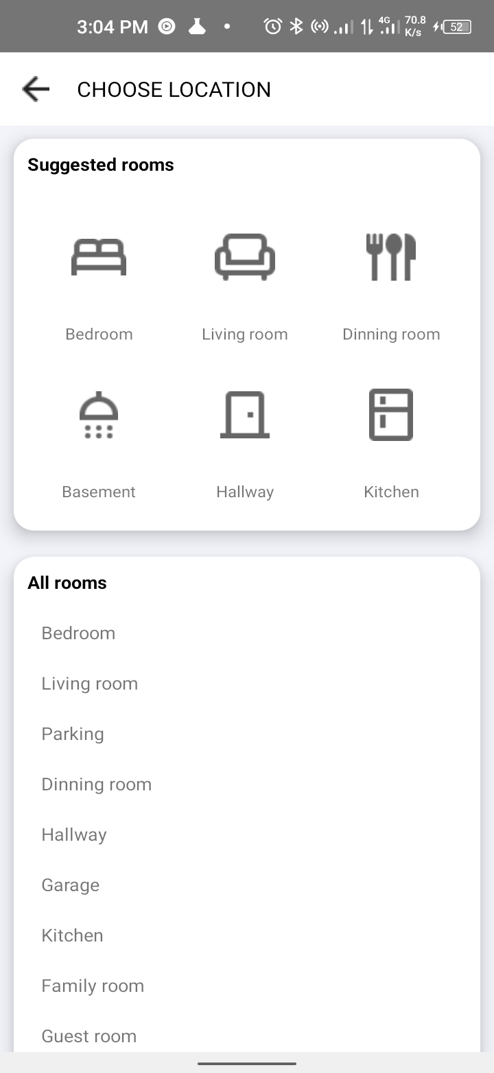 3:04 PM 4G 70.8 K/s 52
CHOOSE LOCATION
Suggested rooms
Bedroom Living room Dinning room
Basement Hallway Kitchen
All rooms
Bedroom
Living room
Parking
Dinning room
Hallway
Garage
Kitchen
Family room
Guest room